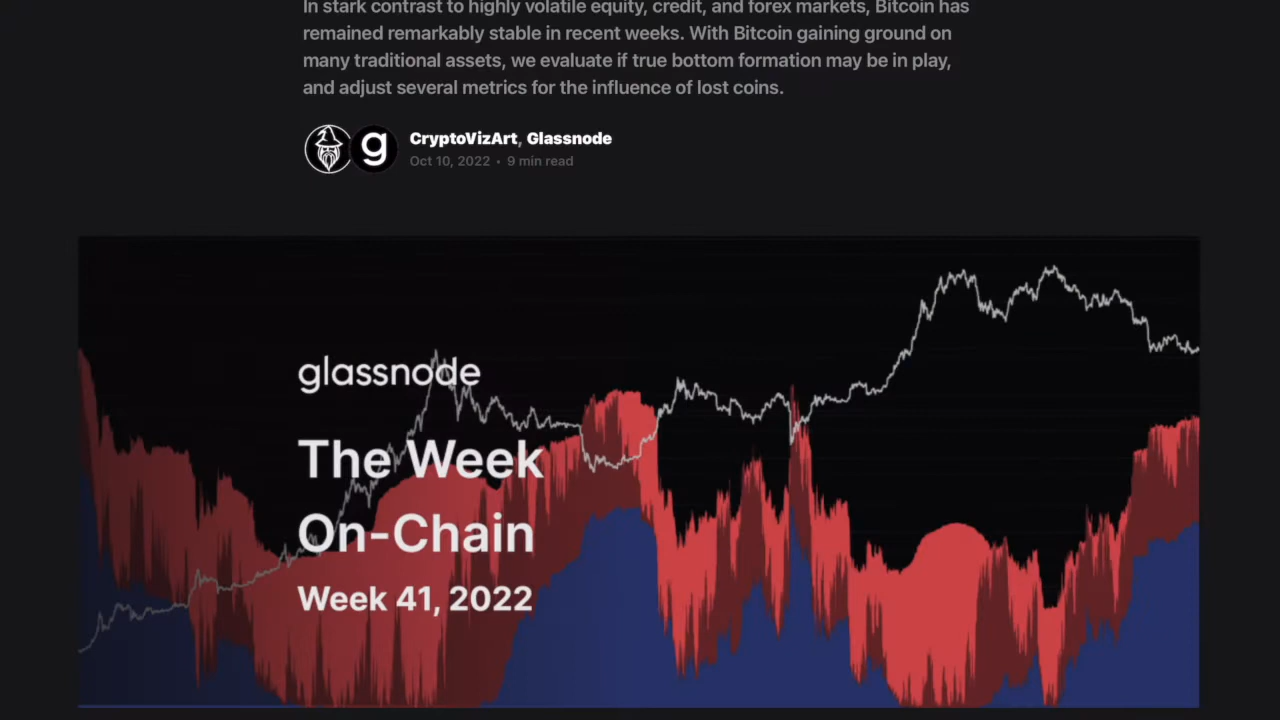 In stark contrast to highly volatile equity, credit, and forex markets, Bitcoin has
remained remarkably stable in recent weeks. With Bitcoin gaining ground on
many traditional assets, we evaluate if true bottom formation may be in play,
and adjust several metrics for the influence of lost coins.
g
CryptoVizArt, Glassnode
Oct 10, 2022 • 9 min read
glassnode
The Week
On-Chain
Week 41, 2022